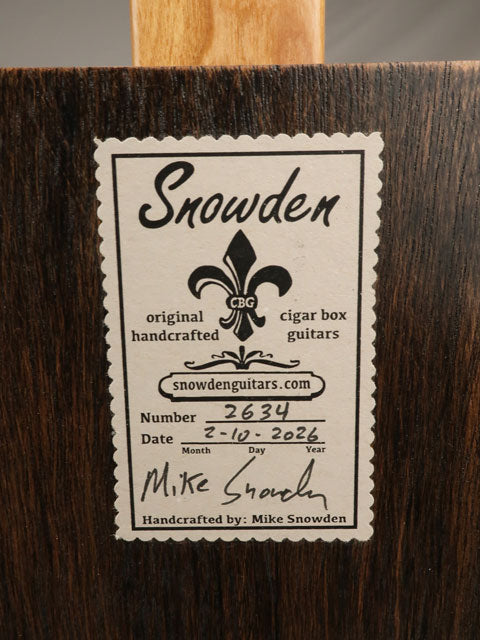 Snowden
CBG
original
handcrafted
cigar box
guitars
snowdenguitars.com
Number 2634
Date 2-10-2026
Month Day Year
Mike Snowden
Handcrafted by: Mike Snowden